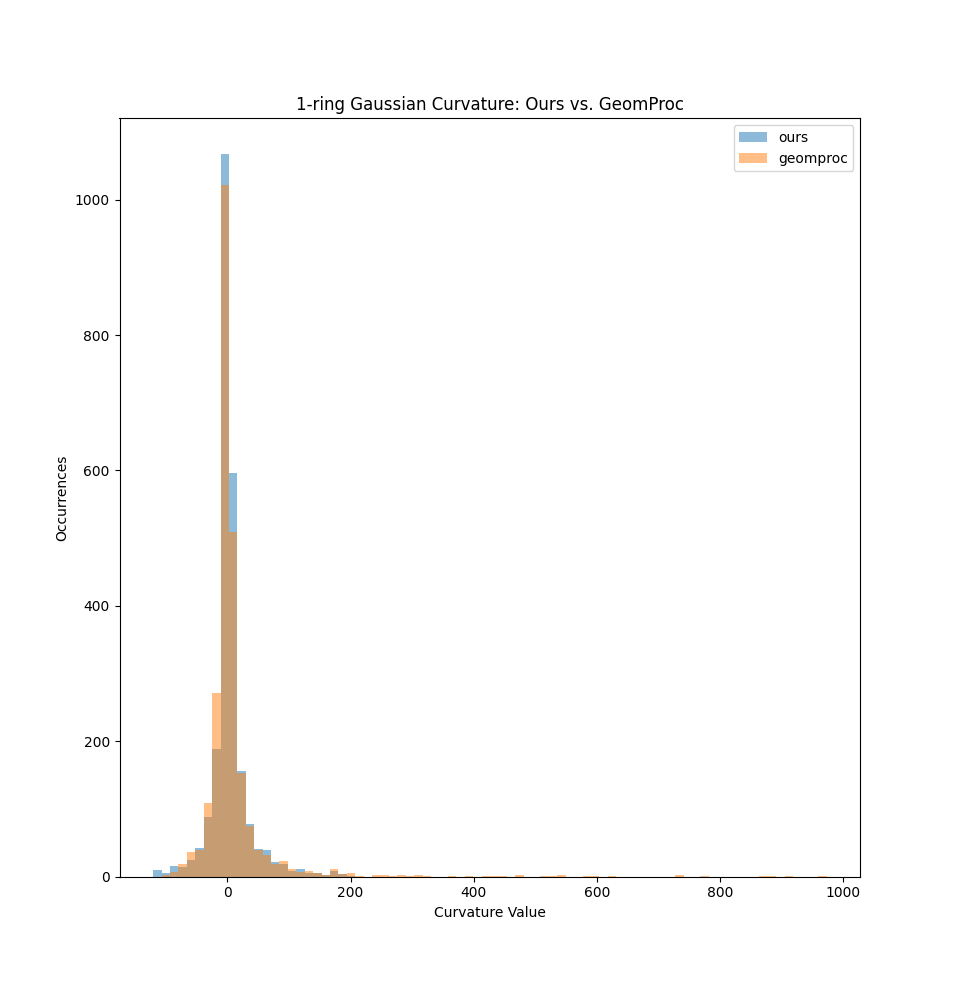 1-ring Gaussian Curvature: Ours vs. GeomProc
ours
geomproc
1000
800
600
400
200
0
Occurrences
0 200 400 600 800 1000
Curvature Value